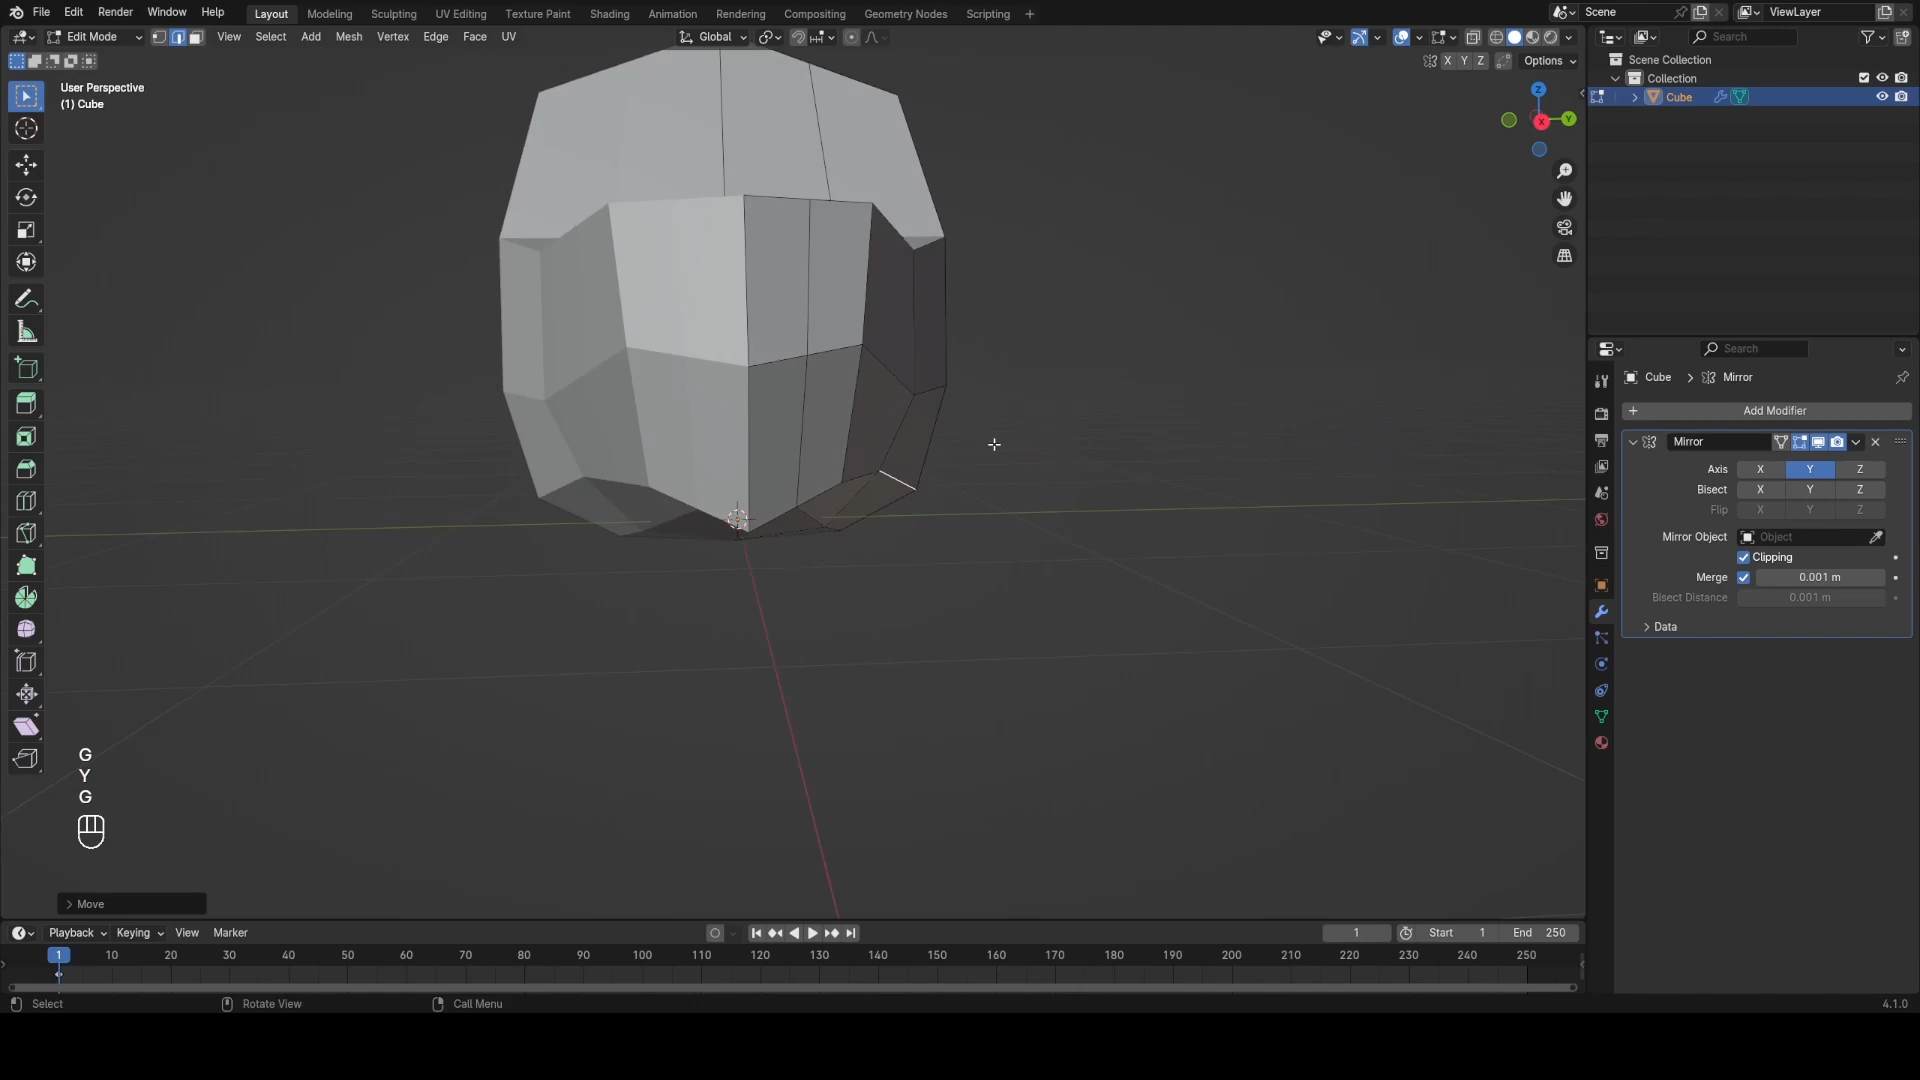 File Edit Render Window Help Layout Modeling Sculpting UV Editing Texture Paint Shading Animation Rendering Compositing Geometry Nodes Scripting + Scene ViewLayer
Edit Mode View Select Add Mesh Vertex Edge Face UV Global Search
X Y Z Options
Scene Collection
Collection
Cube
User Perspective
(1) Cube
Z
Y
X
Search
Cube > Mirror
+ Add Modifier
Mirror
Axis X Y Z
Bisect X Y Z
Flip X Y Z
Mirror Object Object
Clipping
Merge 0.001 m
Bisect Distance 0.001 m
> Data
G
Y
G
> Move
Playback Keying View Marker 1 Start 1 End 250
1 10 20 30 40 50 60 70 80 90 100 110 120 130 140 150 160 170 180 190 200 210 220 230 240 250
Select Rotate View Call Menu 4.1.0